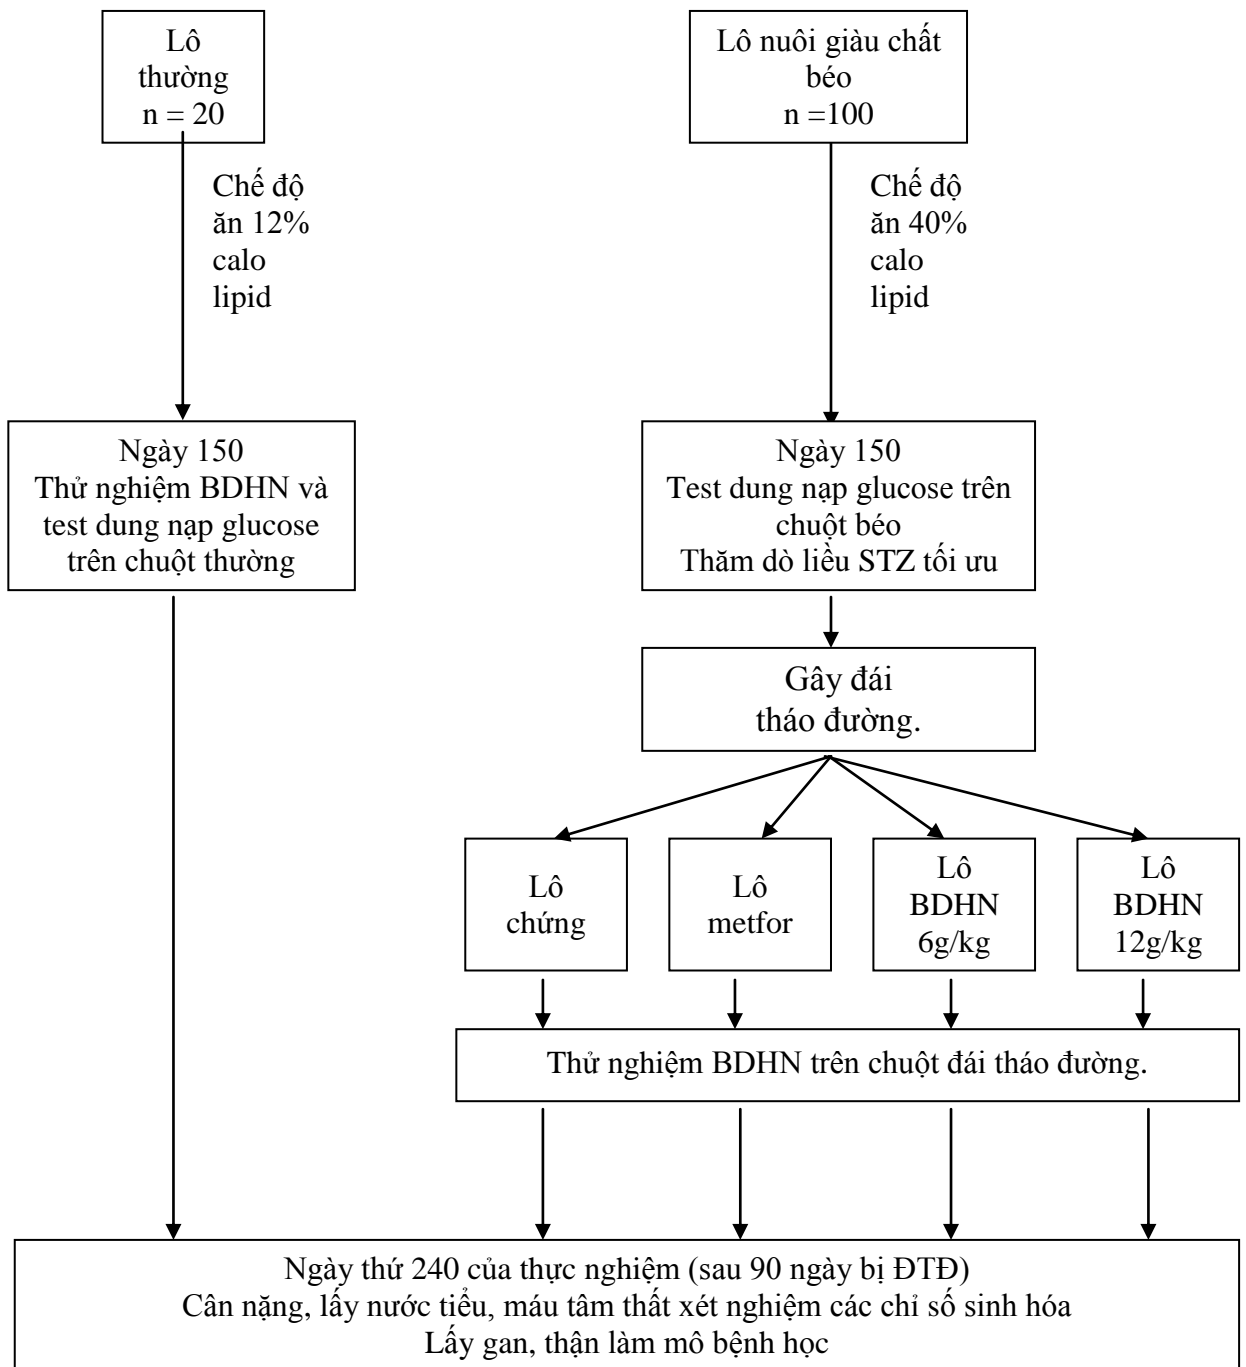 Lô
thường
n = 20
Lô nuôi giàu chất
béo
n =100
Chế độ
ăn 12%
calo
lipid
Chế độ
ăn 40%
calo
lipid
Ngày 150
Thử nghiệm BDHN và
test dung nạp glucose
trên chuột thường
Ngày 150
Test dung nạp glucose trên
chuột béo
Thăm dò liều STZ tối ưu
Gây đái
tháo đường.
Lô
chứng
Lô
metfor
Lô
BDHN
6g/kg
Lô
BDHN
12g/kg
Thử nghiệm BDHN trên chuột đái tháo đường.
Ngày thứ 240 của thực nghiệm (sau 90 ngày bị ĐTĐ)
Cân nặng, lấy nước tiểu, máu tâm thất xét nghiệm các chỉ số sinh hóa
Lấy gan, thận làm mô bệnh học